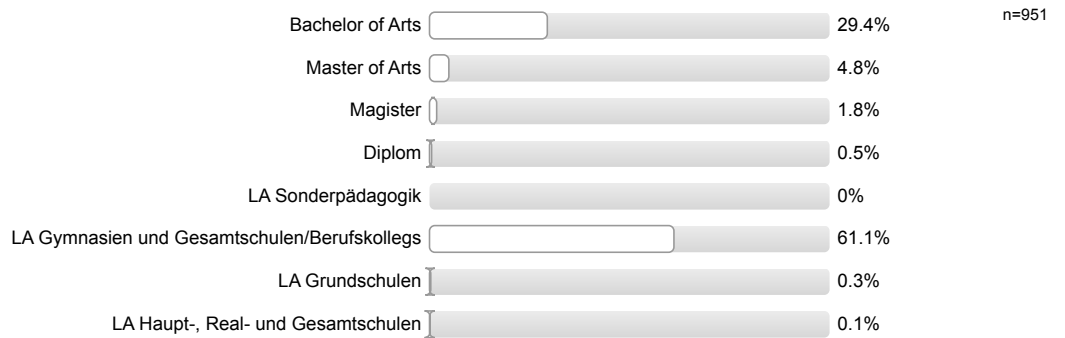 Bachelor of Arts 29.4% n=951
Master of Arts 4.8%
Magister 1.8%
Diplom 0.5%
LA Sonderpädagogik 0%
LA Gymnasien und Gesamtschulen/Berufskollegs 61.1%
LA Grundschulen 0.3%
LA Haupt-, Real- und Gesamtschulen 0.1%